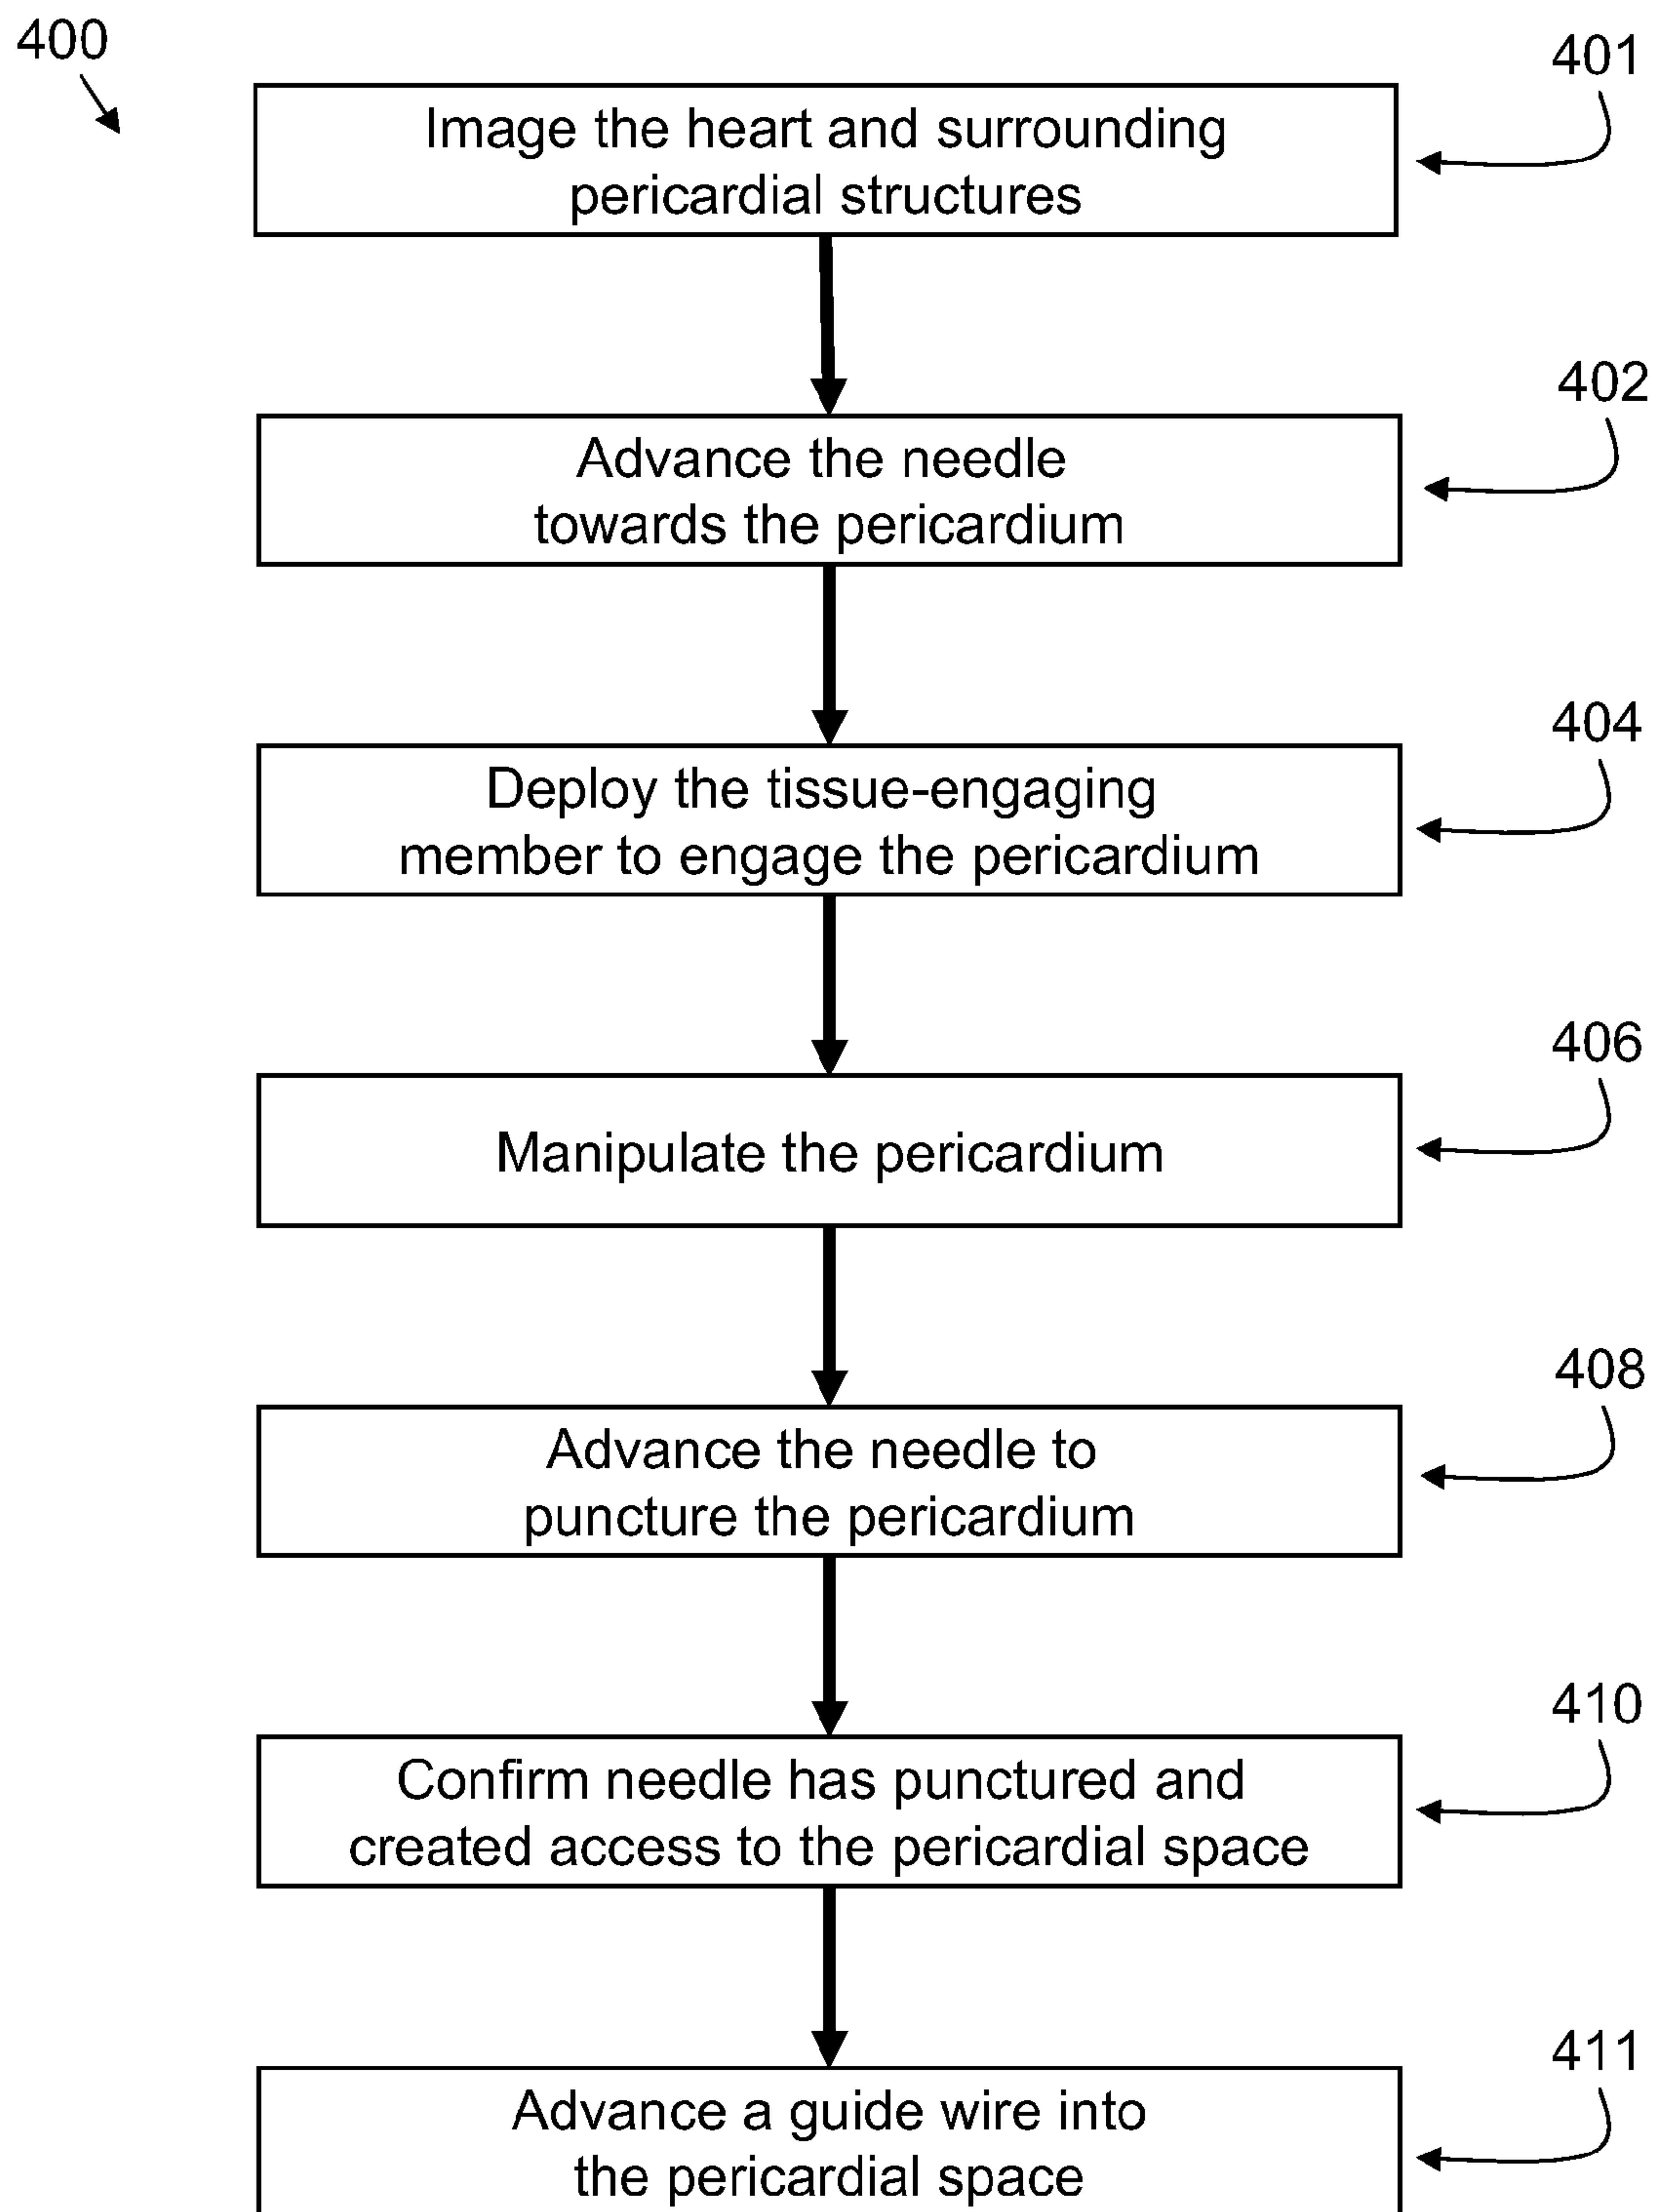 400
401
Image the heart and surrounding
pericardial structures
402
Advance the needle
towards the pericardium
404
Deploy the tissue-engaging
member to engage the pericardium
406
Manipulate the pericardium
408
Advance the needle to
puncture the pericardium
410
Confirm needle has punctured and
created access to the pericardial space
411
Advance a guide wire into
the pericardial space